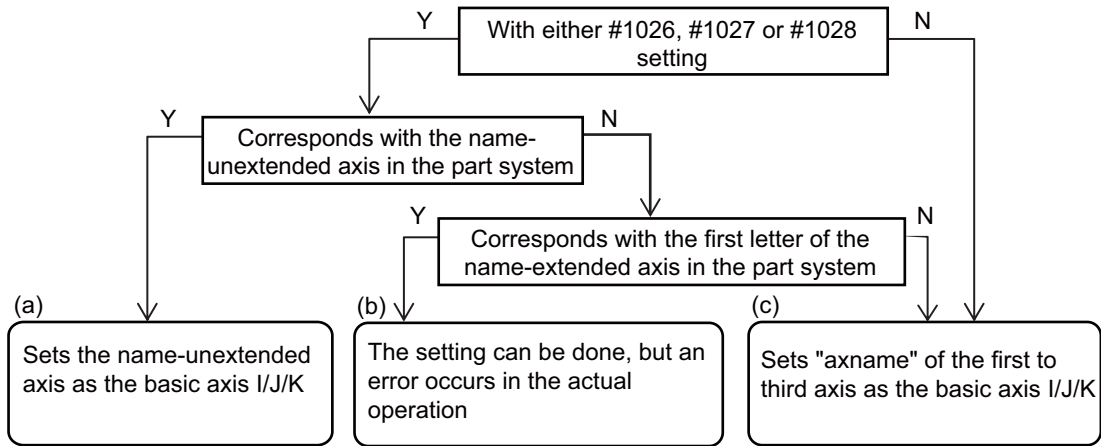 Y
With either #1026, #1027 or #1028
setting
N
Y
Corresponds with the name-
unextended axis in the part system
N
Y
Corresponds with the first letter of the
name-extended axis in the part system
N
(a)
Sets the name-unextended
axis as the basic axis I/J/K
(b)
The setting can be done, but an
error occurs in the actual
operation
(c)
Sets "axname" of the first to
third axis as the basic axis I/J/K